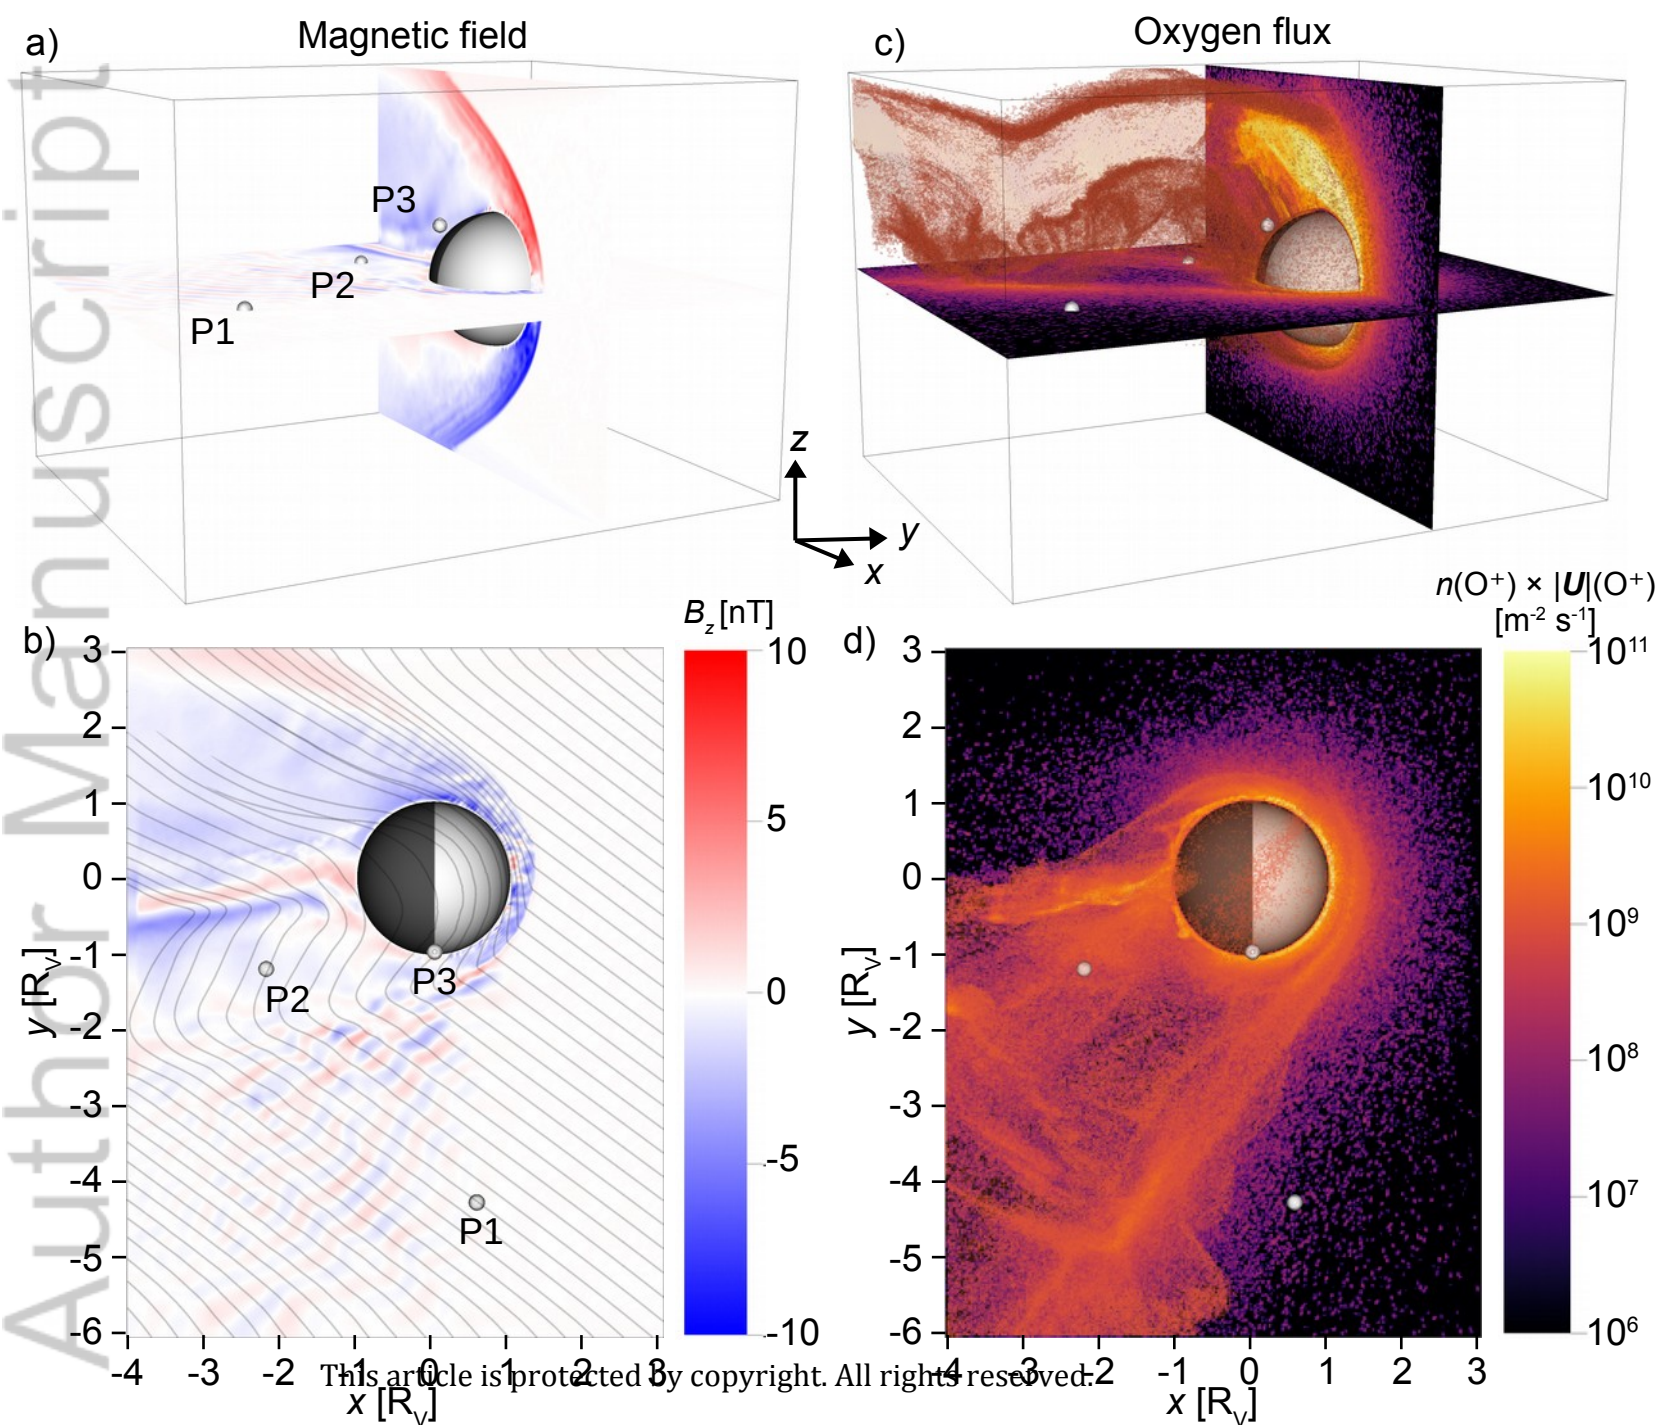 Author Manuscript
a)
Magnetic field
P3
P2
P1
c)
Oxygen flux
z
y
x
b)
B_z [nT]
10
5
0
-5
-10
3
2
1
0
-1
-2
-3
-4
-5
-6
y [R_V]
P3
P2
P1
-4 -3 -2 -1 0 1 2 3
x [R_V]
d)
n(O⁺) × |U|(O⁺)
[m⁻² s⁻¹]
10¹¹
10¹⁰
10⁹
10⁸
10⁷
10⁶
3
2
1
0
-1
-2
-3
-4
-5
-6
y [R_V]
-4 -3 -2 -1 0 1 2 3
x [R_V]
This article is protected by copyright. All rights reserved.